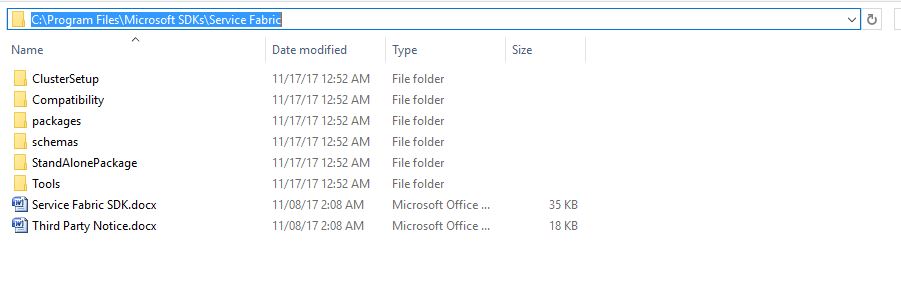 C:\Program Files\Microsoft SDKs\Service Fabric
Name Date modified Type Size
ClusterSetup 11/17/17 12:52 AM File folder
Compatibility 11/17/17 12:52 AM File folder
packages 11/17/17 12:52 AM File folder
schemas 11/17/17 12:52 AM File folder
StandAlonePackage 11/17/17 12:52 AM File folder
Tools 11/17/17 12:52 AM File folder
Service Fabric SDK.docx 11/08/17 2:08 AM Microsoft Office ... 35 KB
Third Party Notice.docx 11/08/17 2:08 AM Microsoft Office ... 18 KB